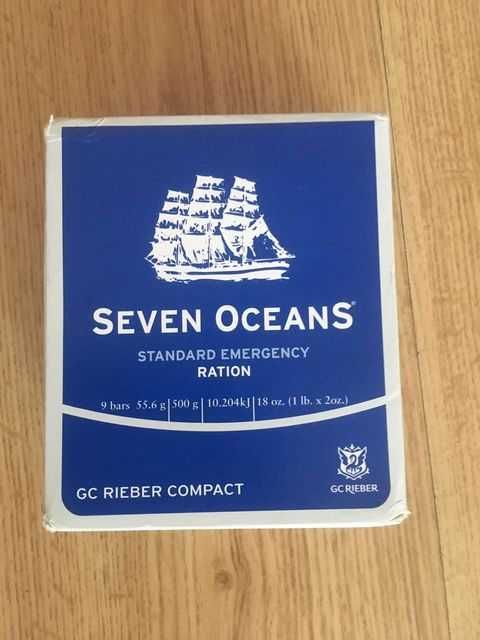 SEVEN OCEANS®
STANDARD EMERGENCY
RATION
9 bars 55.6 g|500 g|10.204kJ|18 oz. (1 lb. x 2oz.)
GC RIEBER COMPACT
GC RIEBER